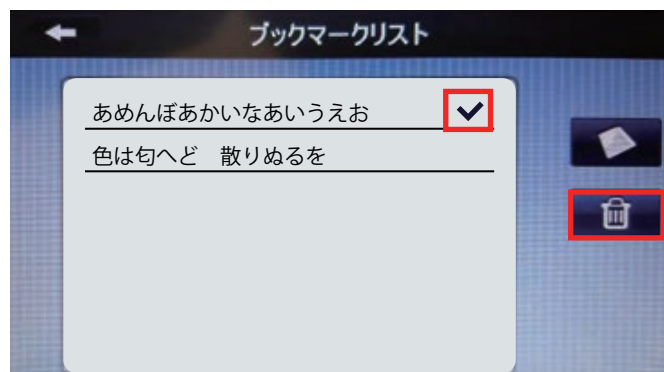 ブックマークリスト
あめんぼあかいなあいうえお
色は匂へど　散りぬるを